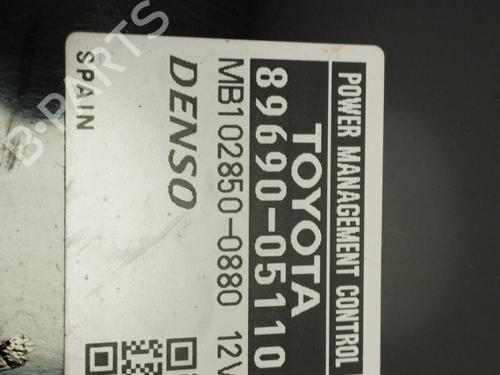 POWER MANAGEMENT CONTROL
TOYOTA
89690-05110
MB102850-0880 12V
DENSO
SPAIN
B-PARTS